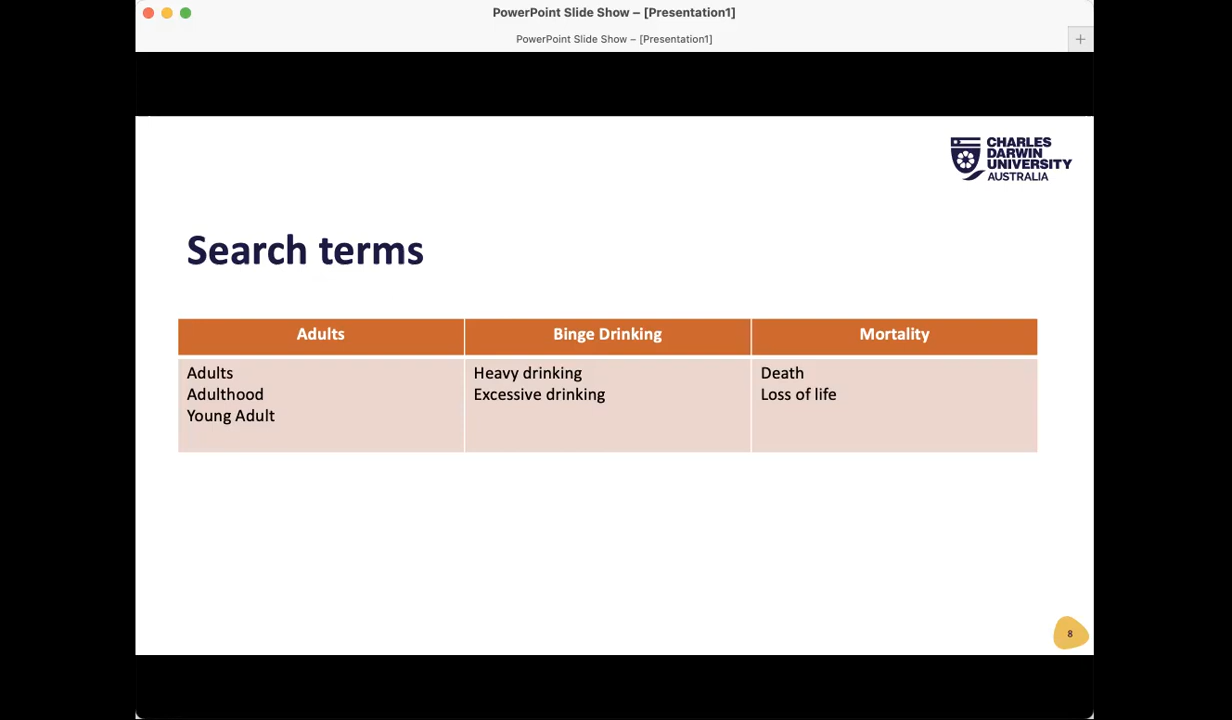 PowerPoint Slide Show – [Presentation1]
PowerPoint Slide Show – [Presentation1]
CHARLES
DARWIN
UNIVERSITY
AUSTRALIA
Search terms
Adults
Binge Drinking
Mortality
Adults
Adulthood
Young Adult
Heavy drinking
Excessive drinking
Death
Loss of life
8